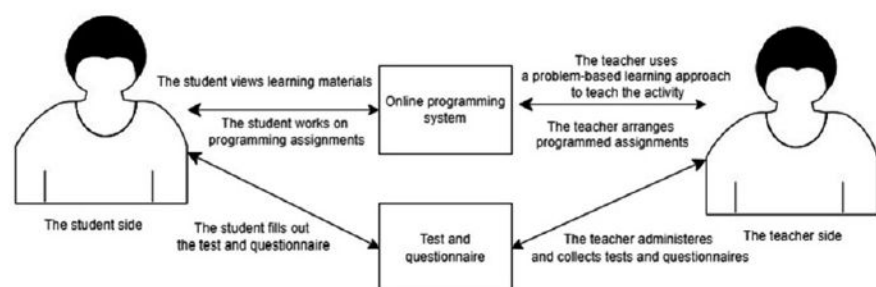 The student views learning materials
The student works on
programming assignments
Online programming
system
The teacher uses
a problem-based learning approach
to teach the activity
The teacher arranges
programmed assignments
The student side
The student fills out
the test and questionnaire
Test and
questionnaire
The teacher administeres
and collects tests and questionnaires
The teacher side